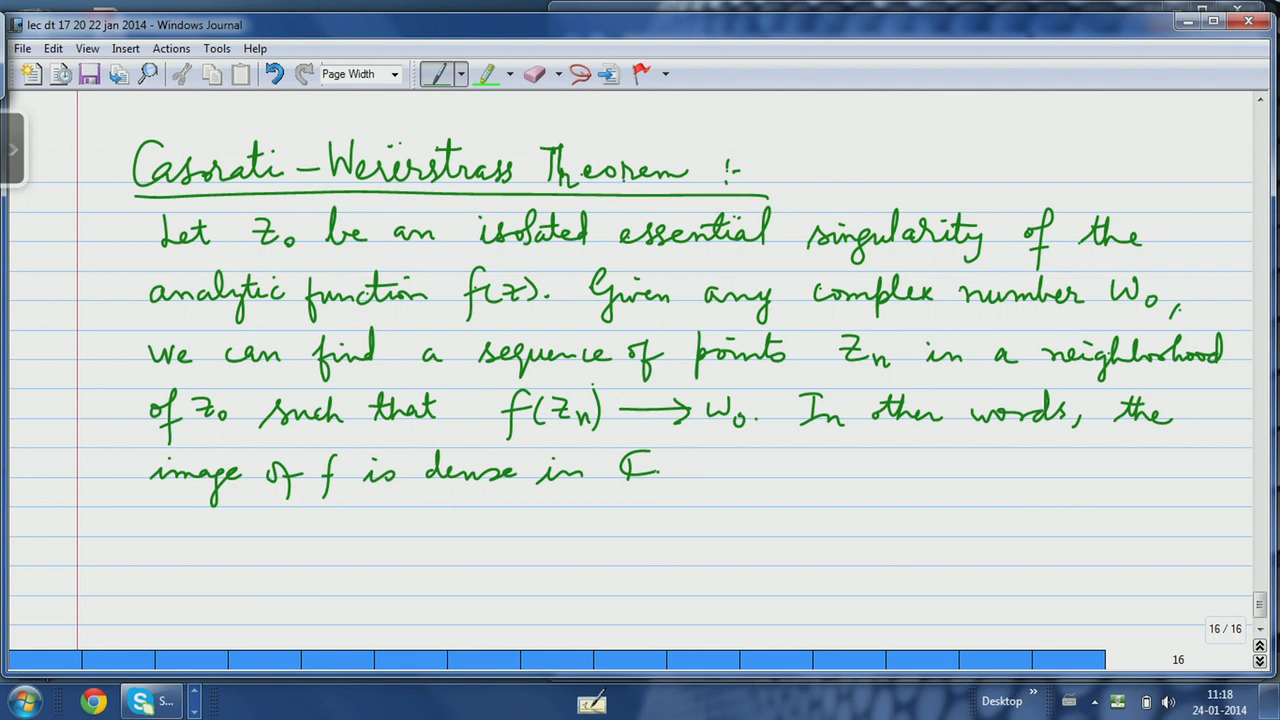 lec dt 17 20 22 jan 2014 - Windows Journal
File Edit View Insert Actions Tools Help
Page Width
Casorati – Weierstrass Theorem :-
Let z₀ be an isolated essential singularity of the
analytic function f(z). Given any complex number w₀,
we can find a sequence of points zₙ in a neighborhood
of z₀ such that f(zₙ) ⟶ w₀. In other words, the
image of f is dense in ℂ.
16 / 16
16
S...
Desktop
11:18
24-01-2014